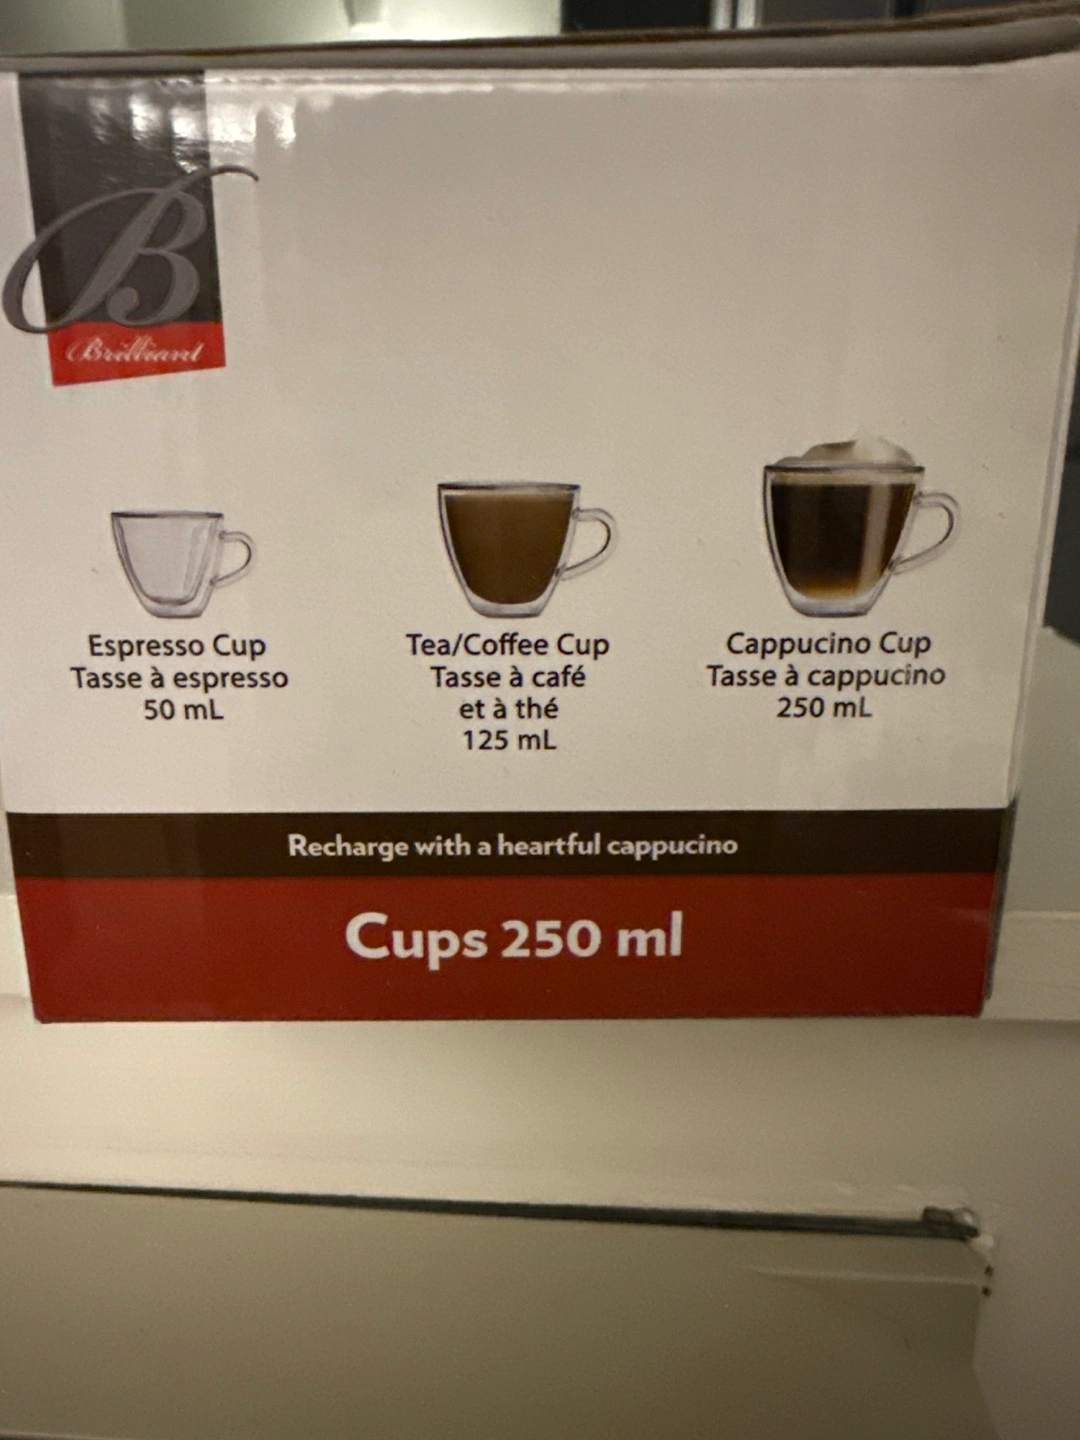 B
Brilliant
Espresso Cup
Tasse à espresso
50 mL
Tea/Coffee Cup
Tasse à café
et à thé
125 mL
Cappucino Cup
Tasse à cappucino
250 mL
Recharge with a heartful cappucino
Cups 250 ml